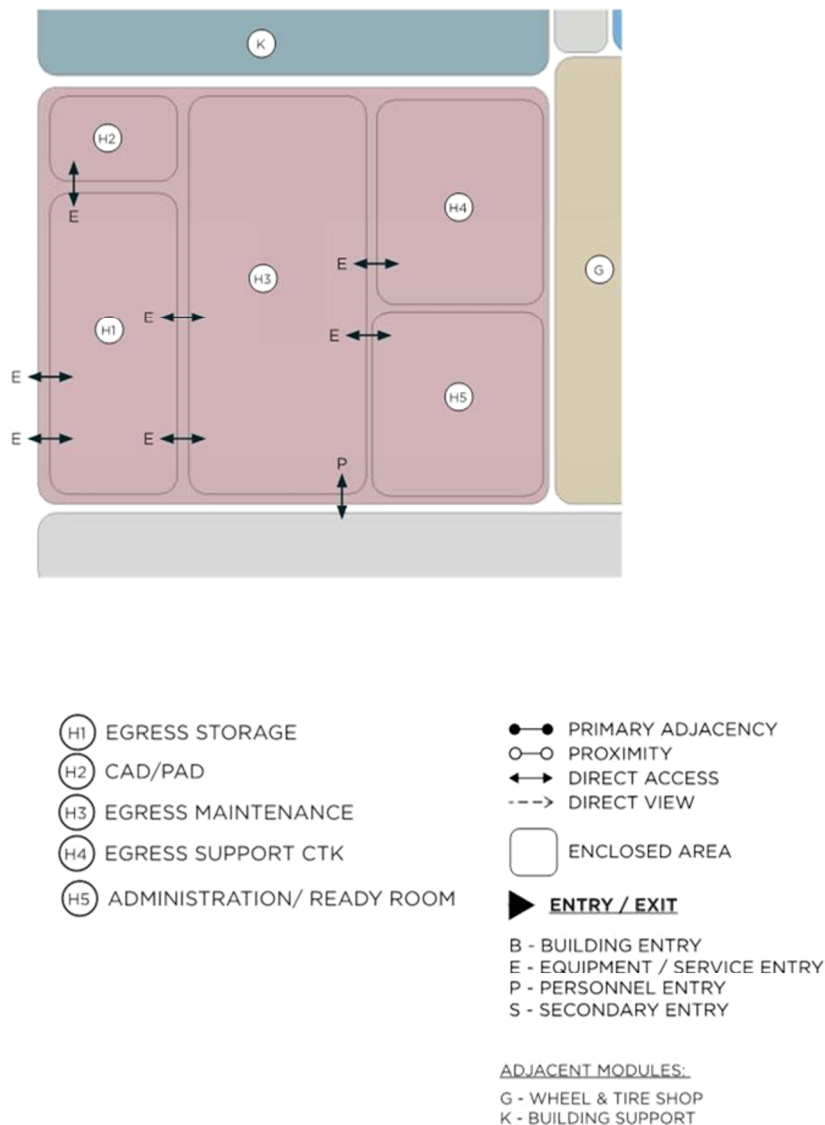 K
H2
E
H4
E
H3
G
E
E
H1
E
H5
E
E
P
H1 EGRESS STORAGE
H2 CAD/PAD
H3 EGRESS MAINTENANCE
H4 EGRESS SUPPORT CTK
H5 ADMINISTRATION/ READY ROOM
PRIMARY ADJACENCY
PROXIMITY
DIRECT ACCESS
DIRECT VIEW
ENCLOSED AREA
ENTRY / EXIT
B - BUILDING ENTRY
E - EQUIPMENT / SERVICE ENTRY
P - PERSONNEL ENTRY
S - SECONDARY ENTRY
ADJACENT MODULES:
G - WHEEL & TIRE SHOP
K - BUILDING SUPPORT